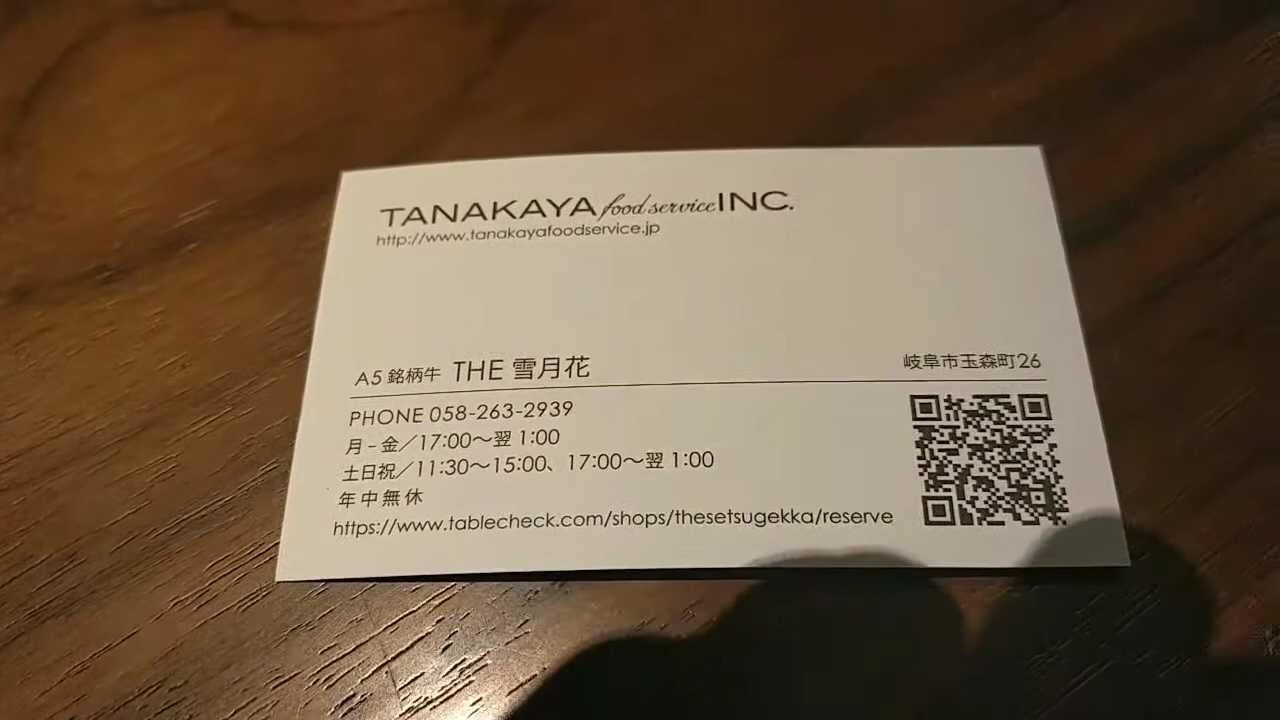 TANAKAYA food service INC.
http://www.tanakayafoodservice.jp
A5 銘柄牛 THE 雪月花 岐阜市玉森町26
PHONE 058-263-2939
月-金/17:00〜翌 1:00
土日祝/11:30〜15:00、17:00〜翌 1:00
年中無休
https://www.tablecheck.com/shops/thesetsugekka/reserve